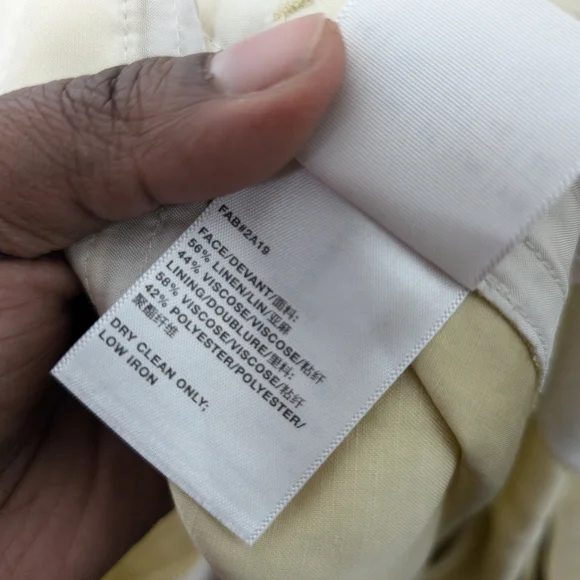 FAB#2A19
FACE/DEVANT/面料:
56% LINEN/LIN/亚麻
44% VISCOSE/VISCOSE/粘纤
LINING/DOUBLURE/里料:
58% VISCOSE/VISCOSE/粘纤
42% POLYESTER/POLYESTER/
聚酯纤维
DRY CLEAN ONLY;
LOW IRON